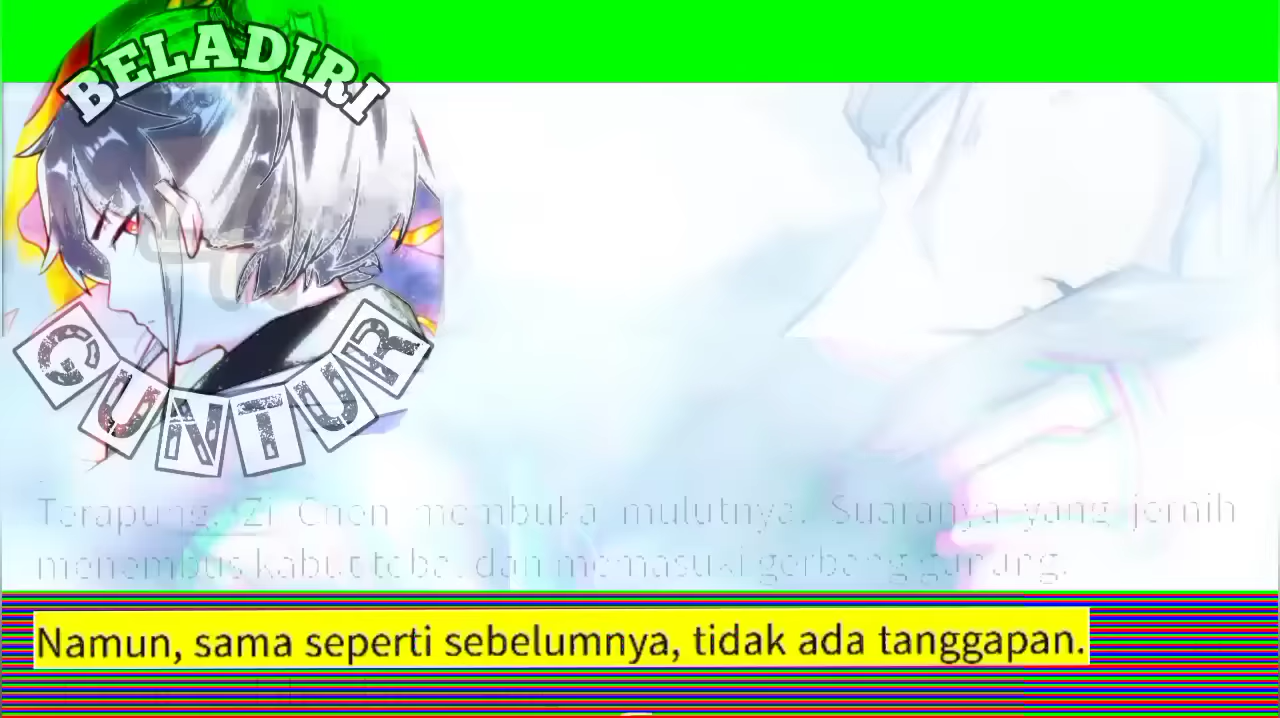 BELADIRI
GUNTUR
Terapung, Zi Chen membuka mulutnya. Suaranya yang jernih
menembus kabut tebal dan memasuki gerbang gunung.
Namun, sama seperti sebelumnya, tidak ada tanggapan.